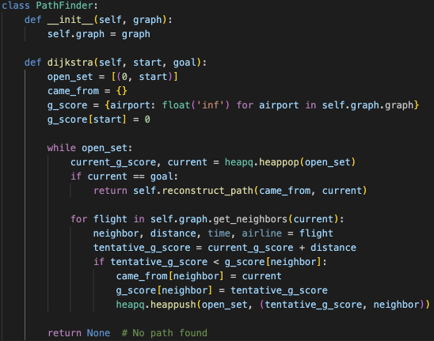 class PathFinder:
    def __init__(self, graph):
        self.graph = graph

    def dijkstra(self, start, goal):
        open_set = [(0, start)]
        came_from = {}
        g_score = {airport: float('inf') for airport in self.graph.graph}
        g_score[start] = 0

        while open_set:
            current_g_score, current = heapq.heappop(open_set)
            if current == goal:
                return self.reconstruct_path(came_from, current)

            for flight in self.graph.get_neighbors(current):
                neighbor, distance, time, airline = flight
                tentative_g_score = current_g_score + distance
                if tentative_g_score < g_score[neighbor]:
                    came_from[neighbor] = current
                    g_score[neighbor] = tentative_g_score
                    heapq.heappush(open_set, (tentative_g_score, neighbor))

        return None  # No path found